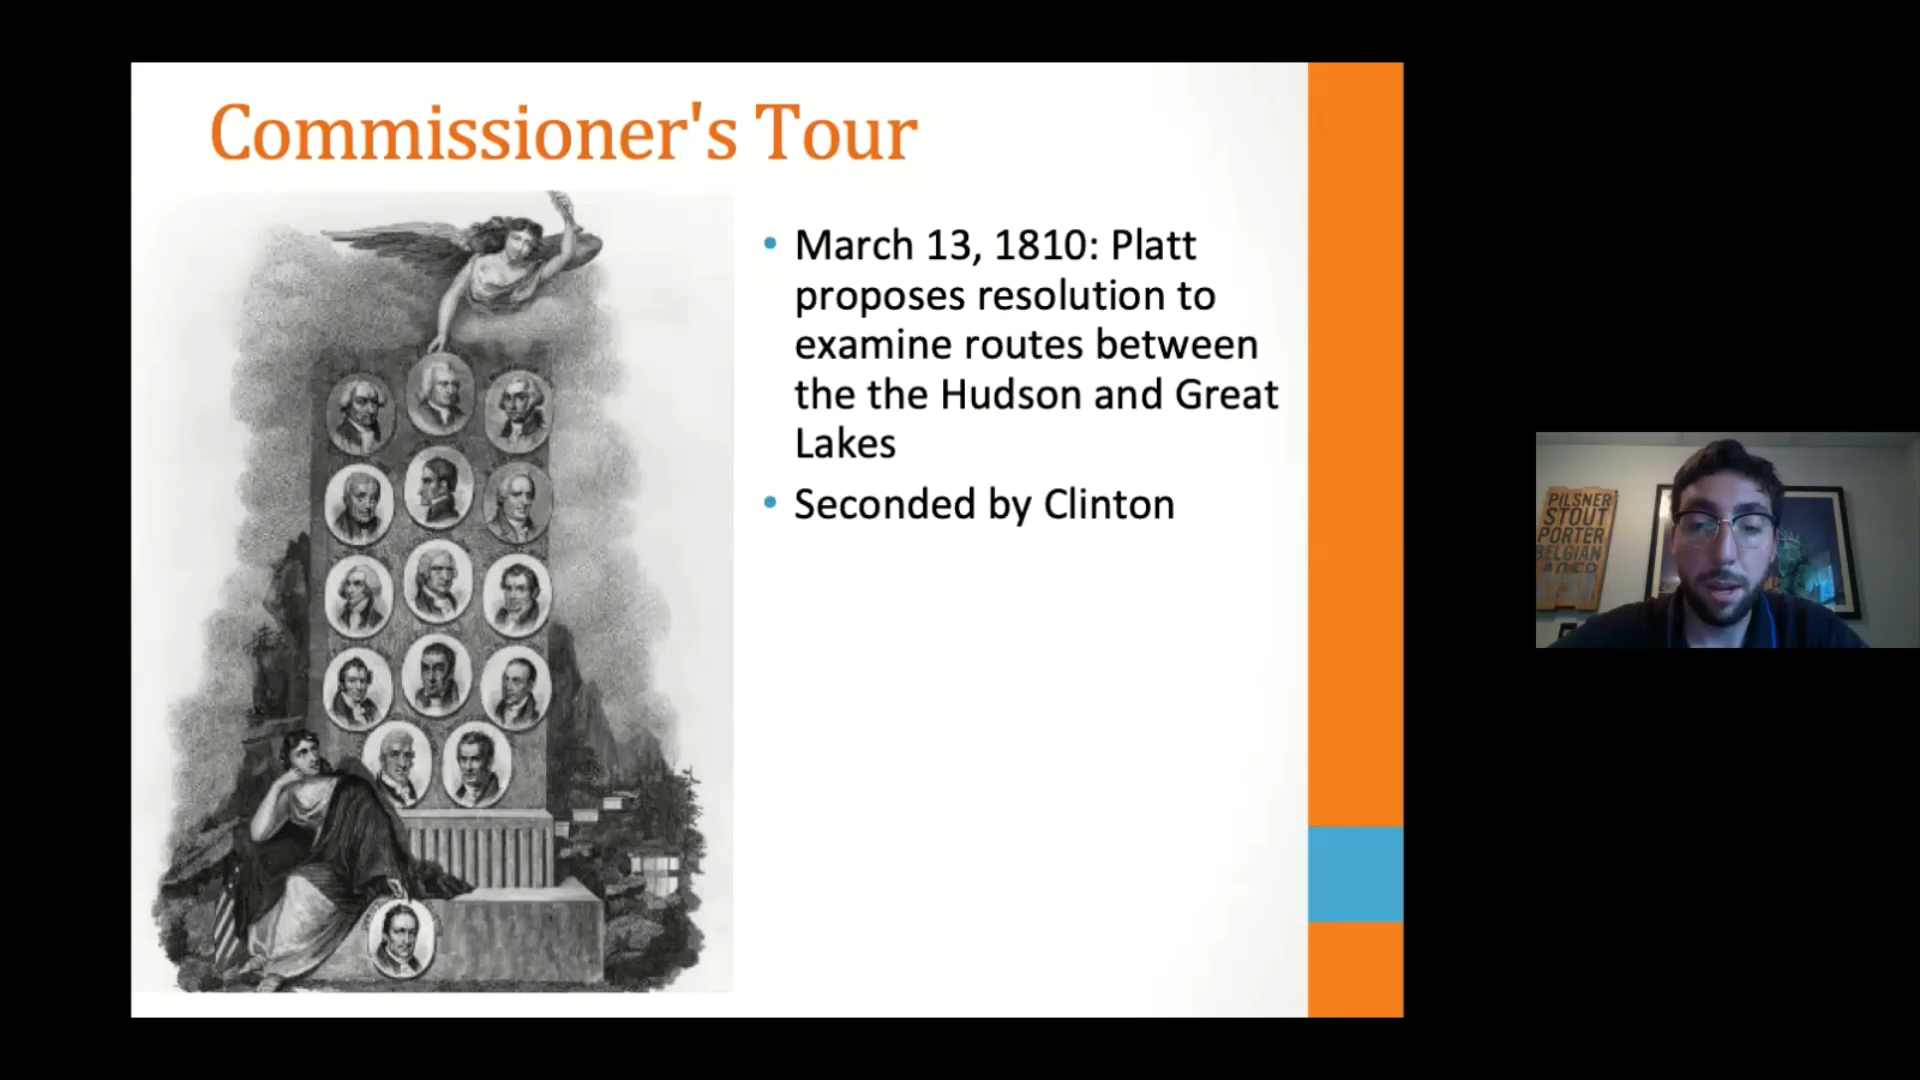 Commissioner's Tour
• March 13, 1810: Platt
proposes resolution to
examine routes between
the the Hudson and Great
Lakes
• Seconded by Clinton
PILSNER
STOUT
PORTER
BELGIAN